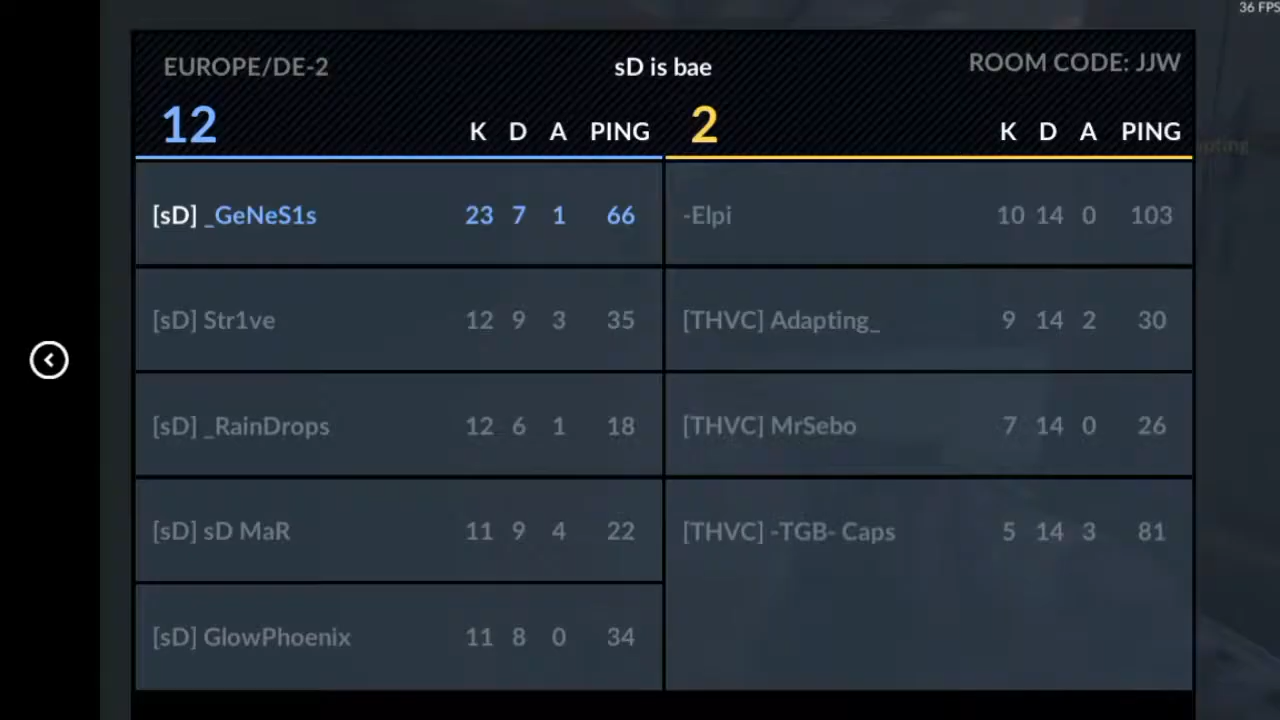 36 FPS
EUROPE/DE-2 sD is bae ROOM CODE: JJW
12 K D A PING 2 K D A PING
[sD] _GeNeS1s 23 7 1 66 -Elpi 10 14 0 103
[sD] Str1ve 12 9 3 35 [THVC] Adapting_ 9 14 2 30
[sD] _RainDrops 12 6 1 18 [THVC] MrSebo 7 14 0 26
[sD] sD MaR 11 9 4 22 [THVC] -TGB- Caps 5 14 3 81
[sD] GlowPhoenix 11 8 0 34